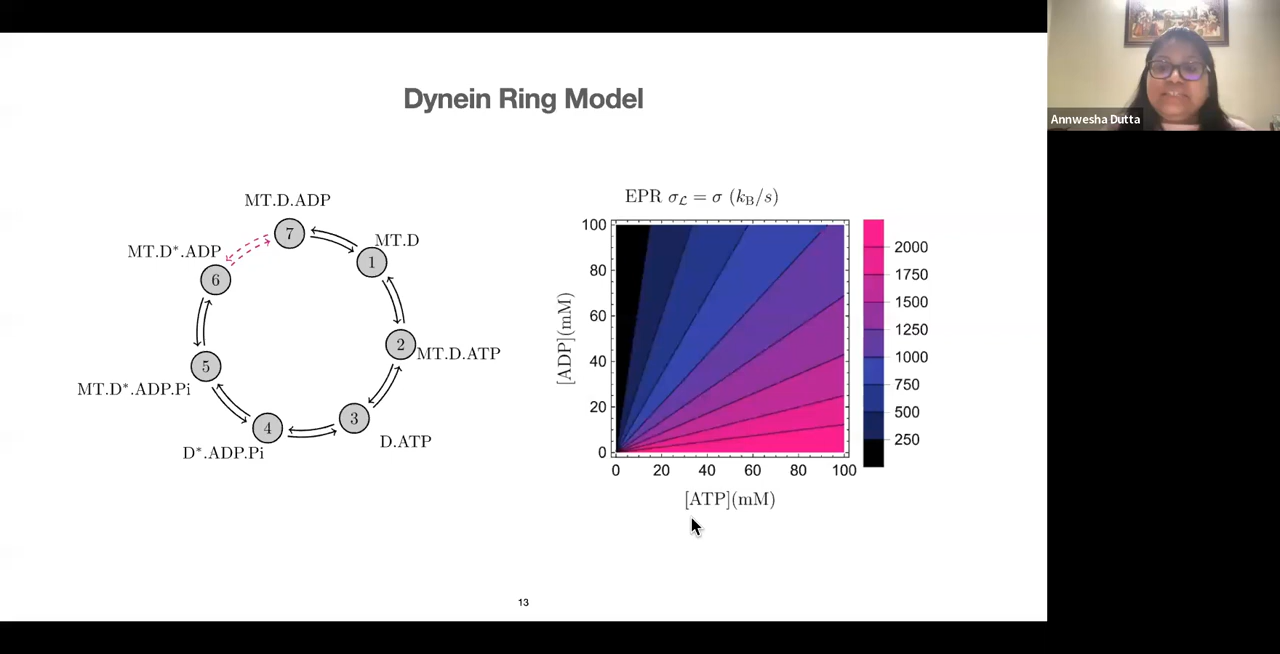 Dynein Ring Model
Annwesha Dutta
MT.D.ADP
7
MT.D*.ADP
6
MT.D
1
5
MT.D*.ADP.Pi
2
MT.D.ATP
4
D*.ADP.Pi
3
D.ATP
EPR σ_ℒ = σ (k_B/s)
[ADP](mM)
100
80
60
40
20
0
0 20 40 60 80 100
[ATP](mM)
2000
1750
1500
1250
1000
750
500
250
13